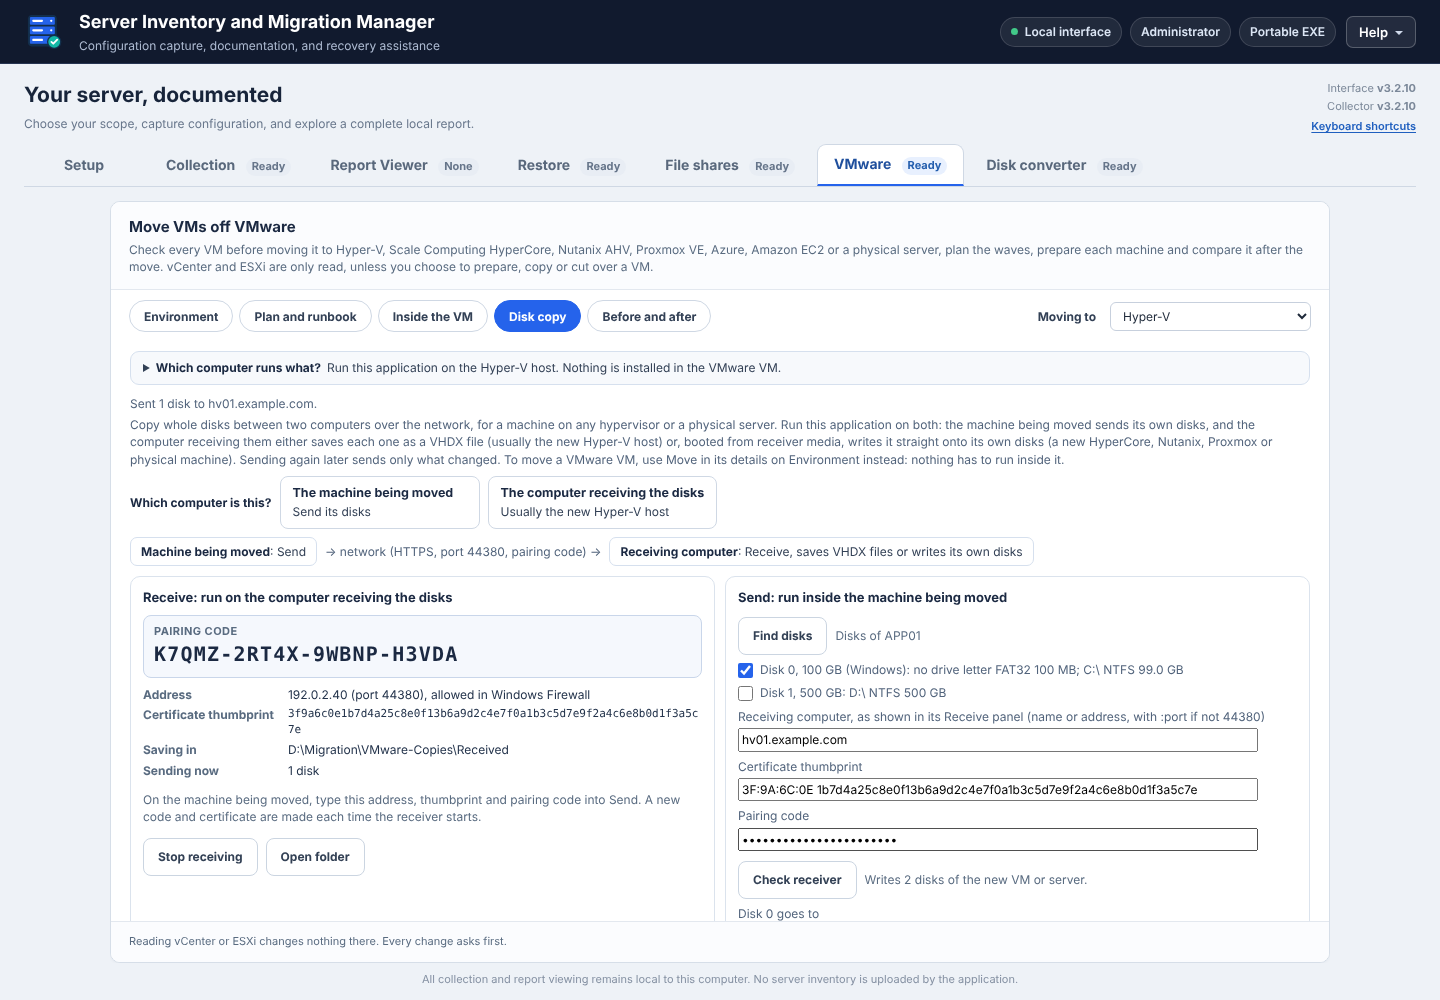 Server Inventory and Migration Manager
Configuration capture, documentation, and recovery assistance
Local interface
Administrator
Portable EXE
Help
Your server, documented
Choose your scope, capture configuration, and explore a complete local report.
Interface v3.2.10
Collector v3.2.10
Keyboard shortcuts
Setup
Collection Ready
Report Viewer None
Restore Ready
File shares Ready
VMware Ready
Disk converter Ready
Move VMs off VMware
Check every VM before moving it to Hyper-V, Scale Computing HyperCore, Nutanix AHV, Proxmox VE, Azure, Amazon EC2 or a physical server, plan the waves, prepare each machine and compare it after the
move. vCenter and ESXi are only read, unless you choose to prepare, copy or cut over a VM.
Environment
Plan and runbook
Inside the VM
Disk copy
Before and after
Moving to
Hyper-V
Which computer runs what? Run this application on the Hyper-V host. Nothing is installed in the VMware VM.
Sent 1 disk to hv01.example.com.
Copy whole disks between two computers over the network, for a machine on any hypervisor or a physical server. Run this application on both: the machine being moved sends its own disks, and the
computer receiving them either saves each one as a VHDX file (usually the new Hyper-V host) or, booted from receiver media, writes it straight onto its own disks (a new HyperCore, Nutanix, Proxmox or
physical machine). Sending again later sends only what changed. To move a VMware VM, use Move in its details on Environment instead: nothing has to run inside it.
Which computer is this?
The machine being moved
Send its disks
The computer receiving the disks
Usually the new Hyper-V host
Machine being moved: Send
→ network (HTTPS, port 44380, pairing code) →
Receiving computer: Receive, saves VHDX files or writes its own disks
Receive: run on the computer receiving the disks
PAIRING CODE
K7QMZ-2RT4X-9WBNP-H3VDA
Address 192.0.2.40 (port 44380), allowed in Windows Firewall
Certificate thumbprint 3f9a6c0e1b7d4a25c8e0f13b6a9d2c4e7f0a1b3c5d7e9f2a4c6e8b0d1f3a5c
7e
Saving in D:\Migration\VMware-Copies\Received
Sending now 1 disk
On the machine being moved, type this address, thumbprint and pairing code into Send. A new
code and certificate are made each time the receiver starts.
Stop receiving
Open folder
Send: run inside the machine being moved
Find disks
Disks of APP01
Disk 0, 100 GB (Windows): no drive letter FAT32 100 MB; C:\ NTFS 99.0 GB
Disk 1, 500 GB: D:\ NTFS 500 GB
Receiving computer, as shown in its Receive panel (name or address, with :port if not 44380)
hv01.example.com
Certificate thumbprint
3F:9A:6C:0E 1b7d4a25c8e0f13b6a9d2c4e7f0a1b3c5d7e9f2a4c6e8b0d1f3a5c7e
Pairing code
•••••••••••••••••••••••
Check receiver
Writes 2 disks of the new VM or server.
Disk 0 goes to
Reading vCenter or ESXi changes nothing there. Every change asks first.
All collection and report viewing remains local to this computer. No server inventory is uploaded by the application.